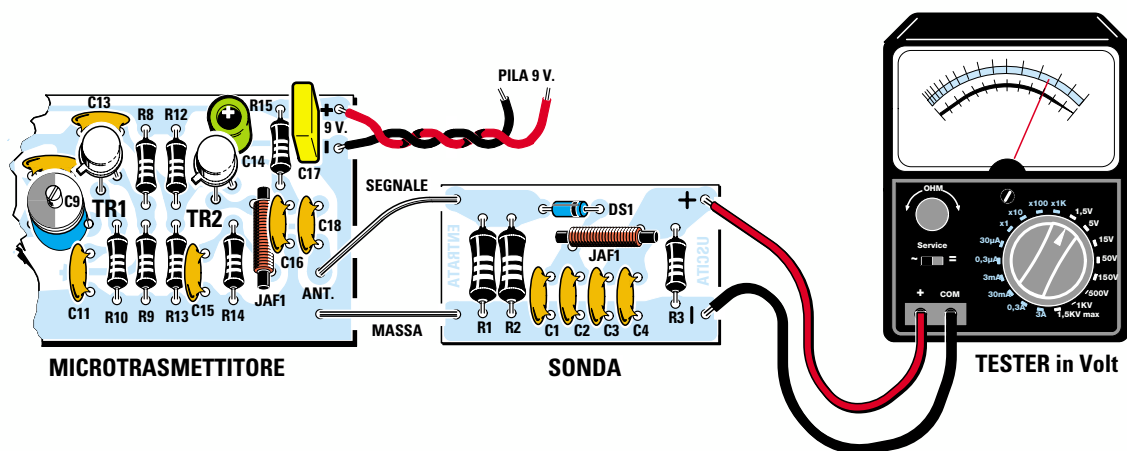 C13
R8
R12
R15
+
9 V.
-
PILA 9 V.
C9
TR1
TR2
C14
C17
SEGNALE
C18
C16
ANT.
C11
R10
R9
R13
C15
R14
JAF1
MASSA
MICROTRASMETTITORE
ENTRATA
DS1
JAF1
USCITA
+
-
R1
R2
C1
C2
C3
C4
R3
SONDA
OHM
Service
~
=
x1
x10
x100
x1K
1,5V
5V
15V
50V
150V
500V
1KV
1,5KV max
3A
0,3A
30mA
3mA
0,3µA
30µA
+
COM
TESTER in Volt